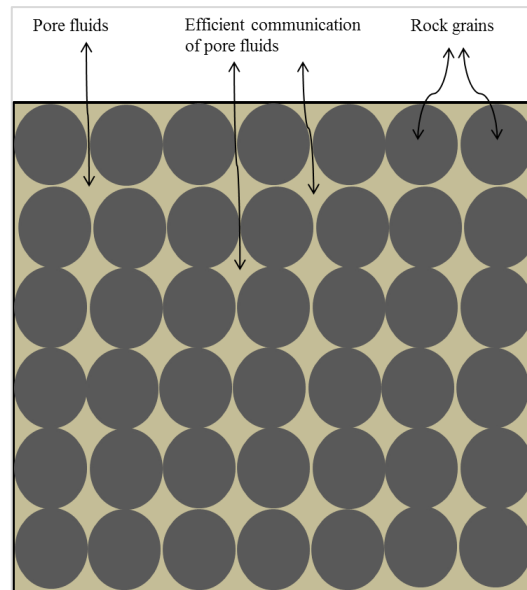 Pore fluids
Efficient communication
of pore fluids
Rock grains